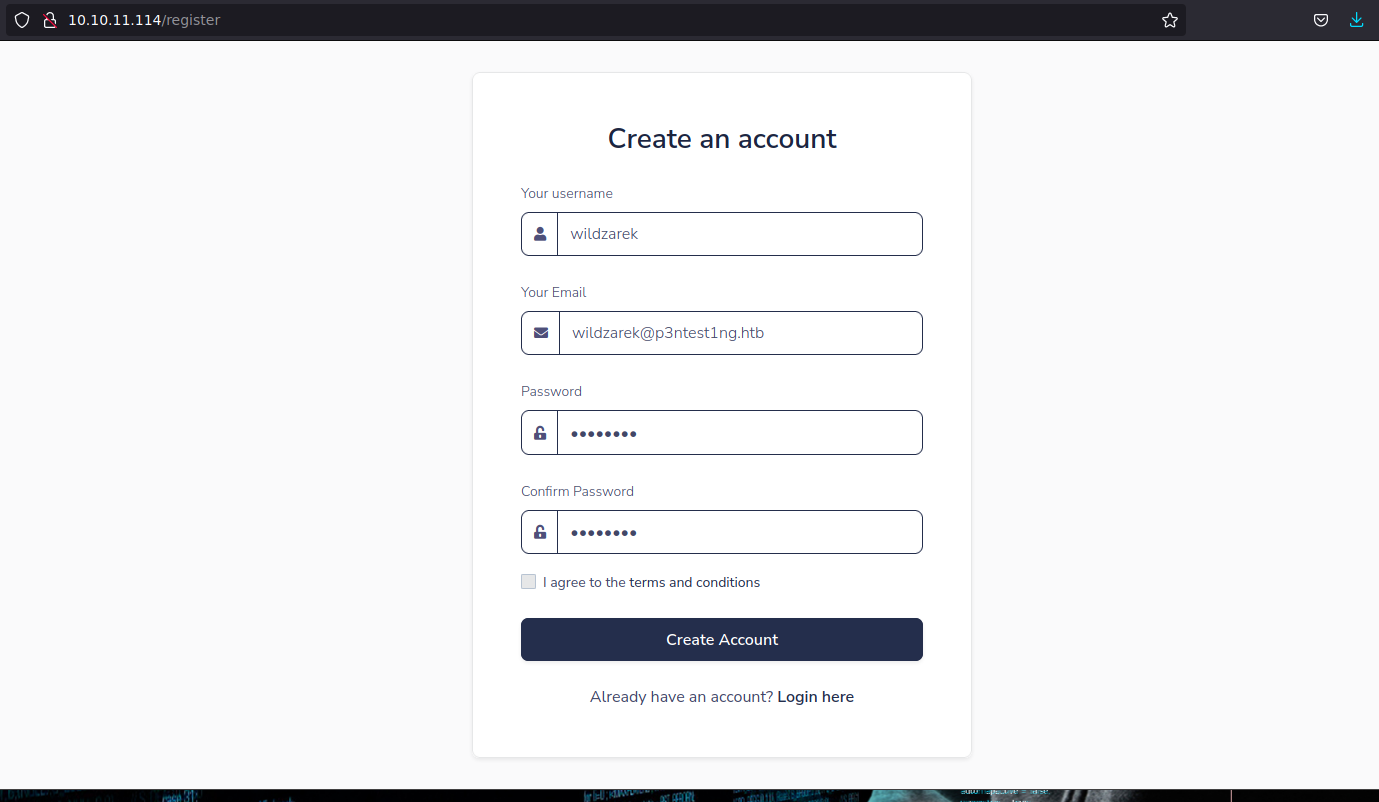 10.10.11.114/register
Create an account
Your username
wildzarek
Your Email
wildzarek@p3ntest1ng.htb
Password
••••••••
Confirm Password
••••••••
I agree to the terms and conditions
Create Account
Already have an account? Login here